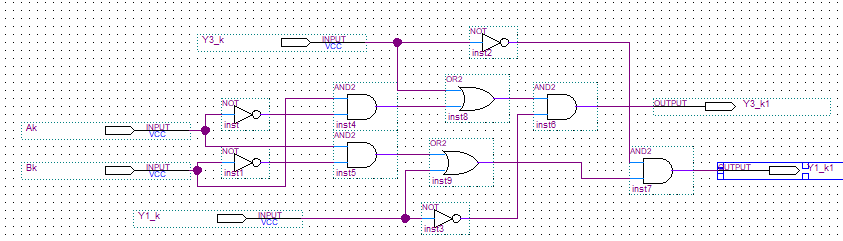 Y3_k INPUT VCC NOT inst2
AND2 inst4
OR2 inst8
AND2 inst6
OUTPUT Y3_k1
NOT inst
Ak INPUT VCC
AND2 inst5
Bk INPUT VCC
NOT inst1
OR2 inst9
AND2 inst7
OUTPUT Y1_k1
Y1_k INPUT VCC
NOT inst3